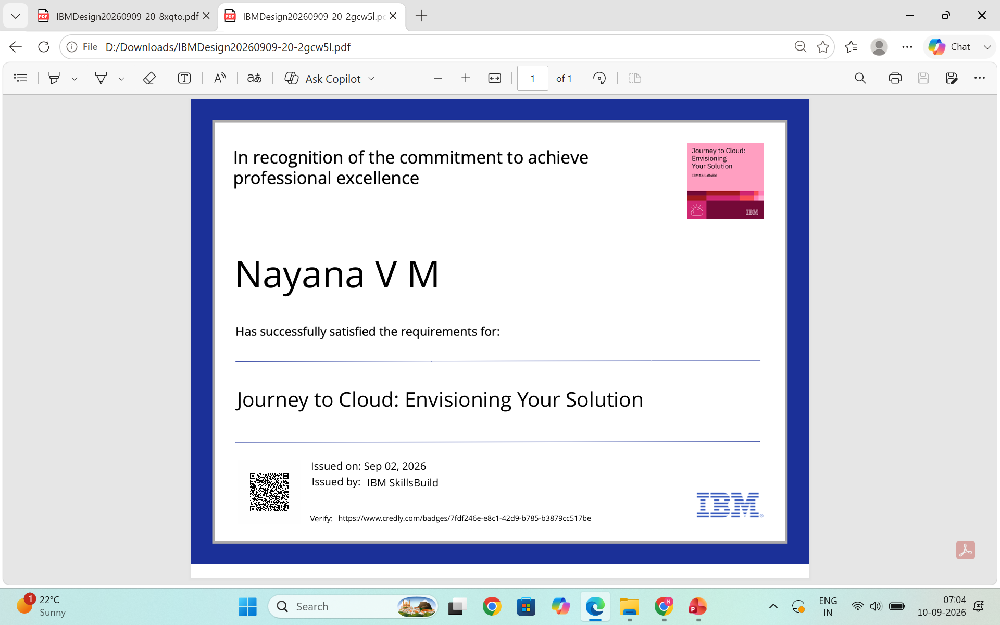 IBMDesign20260909-20-8xqto.pdf
IBMDesign20260909-20-2gcw5l.pd
File D:/Downloads/IBMDesign20260909-20-2gcw5l.pdf
Chat
Ask Copilot
1 of 1
In recognition of the commitment to achieve
professional excellence
Journey to Cloud:
Envisioning
Your Solution
IBM SkillsBuild
IBM
Nayana V M
Has successfully satisfied the requirements for:
Journey to Cloud: Envisioning Your Solution
Issued on: Sep 02, 2026
Issued by: IBM SkillsBuild
Verify: https://www.credly.com/badges/7fdf246e-e8c1-42d9-b785-b3879cc517be
IBM®
1
22°C
Sunny
Search
ENG
IN
07:04
10-09-2026